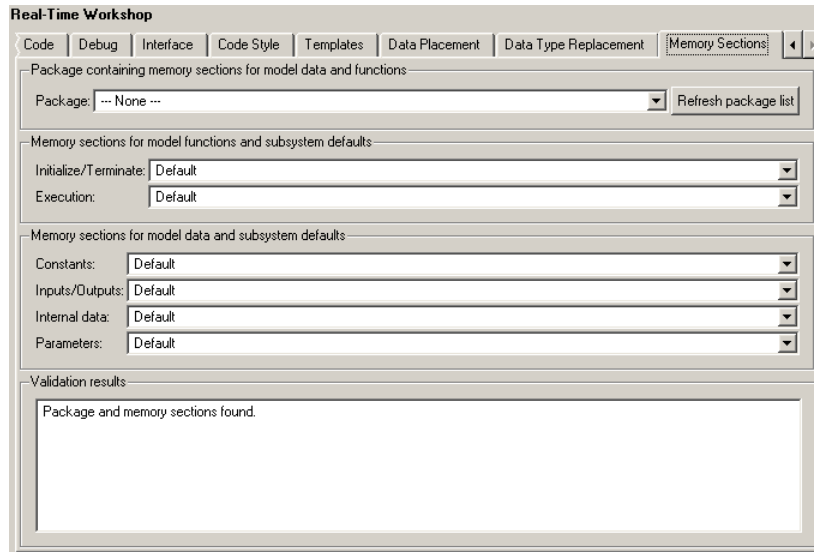 Real-Time Workshop
Code Debug Interface Code Style Templates Data Placement Data Type Replacement Memory Sections
Package containing memory sections for model data and functions
Package: --- None --- Refresh package list
Memory sections for model functions and subsystem defaults
Initialize/Terminate: Default
Execution: Default
Memory sections for model data and subsystem defaults
Constants: Default
Inputs/Outputs: Default
Internal data: Default
Parameters: Default
Validation results
Package and memory sections found.